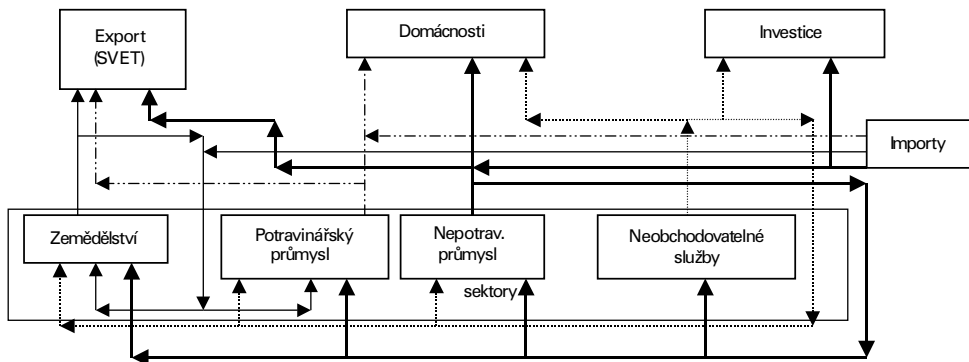 Export
(SVET)
Domácnosti
Investice
Importy
Zemědělství
Potravinářský
průmysl
Nepotrav.
průmysl
Neobchodovatelné
služby
sektory